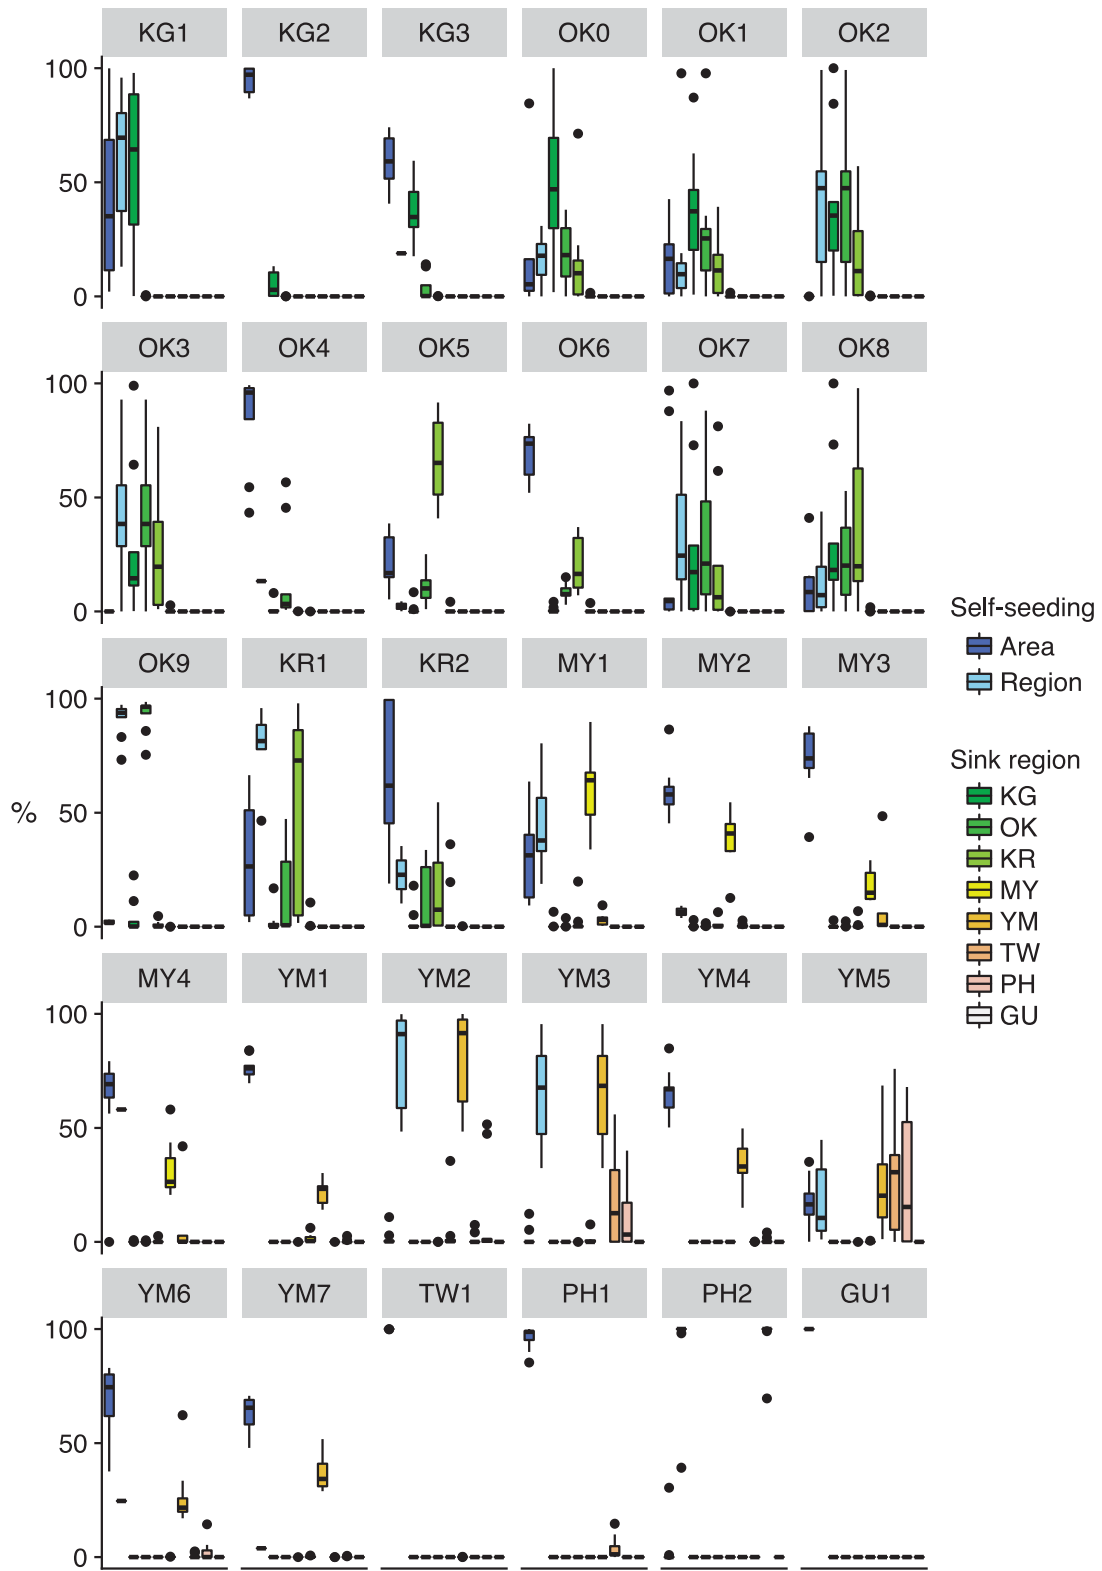 KG1 KG2 KG3 OK0 OK1 OK2
100
50
0
OK3 OK4 OK5 OK6 OK7 OK8
100
50
0
Self-seeding
Area
Region
OK9 KR1 KR2 MY1 MY2 MY3
100
50
0
%
Sink region
KG
OK
KR
MY
YM
TW
PH
GU
MY4 YM1 YM2 YM3 YM4 YM5
100
50
0
YM6 YM7 TW1 PH1 PH2 GU1
100
50
0